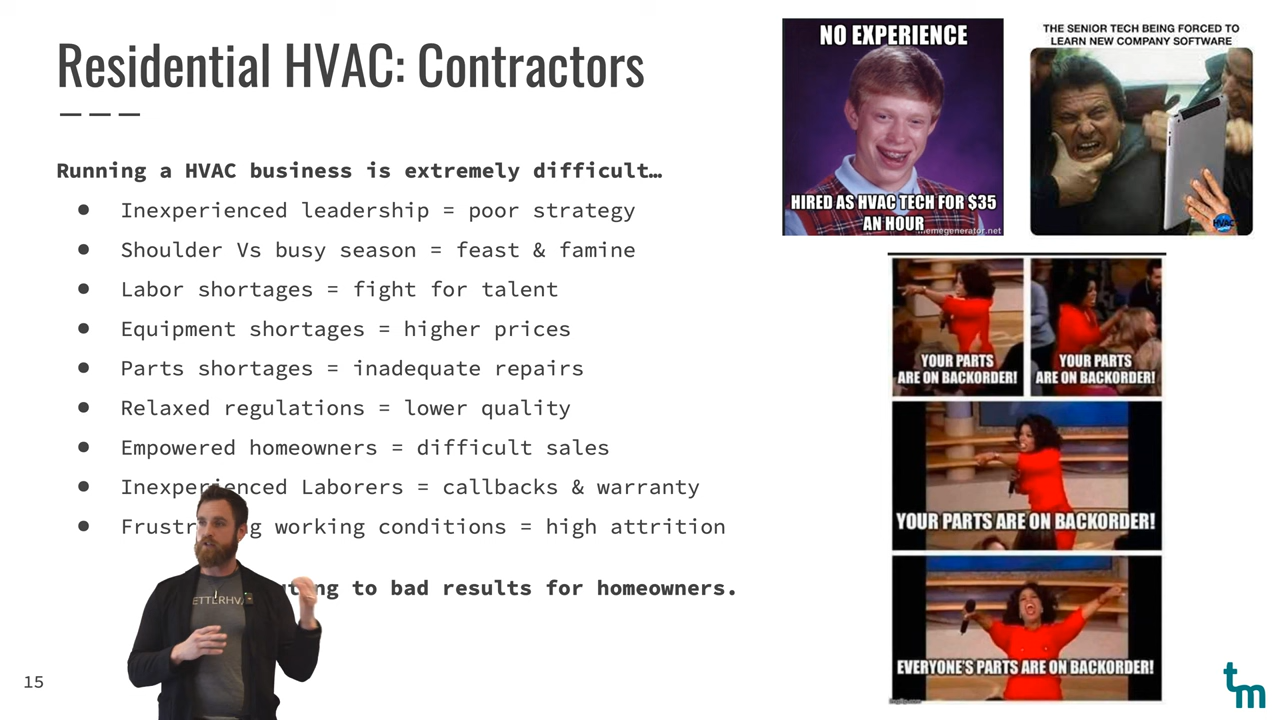 Residential HVAC: Contractors
Running a HVAC business is extremely difficult…
● Inexperienced leadership = poor strategy
● Shoulder Vs busy season = feast & famine
● Labor shortages = fight for talent
● Equipment shortages = higher prices
● Parts shortages = inadequate repairs
● Relaxed regulations = lower quality
● Empowered homeowners = difficult sales
● Inexperienced Laborers = callbacks & warranty
● Frustrating working conditions = high attrition
to bad results for homeowners.
ETTERHVA
15
NO EXPERIENCE
HIRED AS HVAC TECH FOR $35
AN HOUR
memegenerator.net
THE SENIOR TECH BEING FORCED TO
LEARN NEW COMPANY SOFTWARE
HVAC
YOUR PARTS
ARE ON BACKORDER!
YOUR PARTS
ARE ON BACKORDER!
YOUR PARTS ARE ON BACKORDER!
EVERYONE'S PARTS ARE ON BACKORDER!
tm